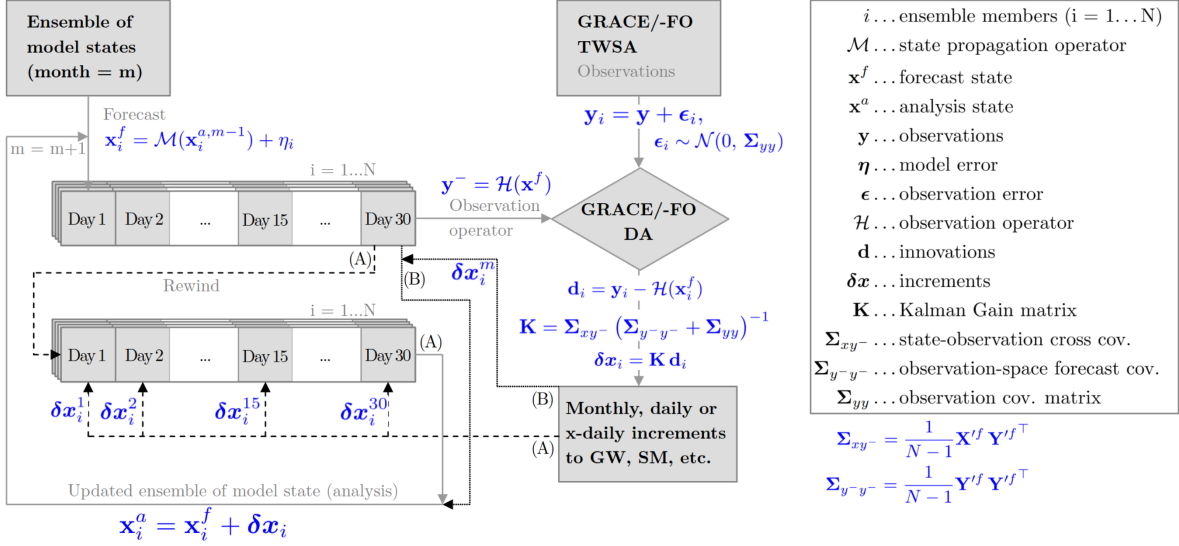 Ensemble of
model states
(month = m)
GRACE/-FO
TWSA
Observations
Forecast
x_i^f = M(x_i^{a,m−1}) + η_i
m = m+1
y_i = y + ϵ_i,
ϵ_i ∼ N(0, Σ_yy)
i = 1...N
Day 1 Day 2 ... Day 15 ... Day 30
y^− = H(x^f)
Observation
operator
GRACE/-FO
DA
(A)
(B)
Rewind
δx_i^m
d_i = y_i − H(x_i^f)
K = Σ_{xy^−} (Σ_{y^−y^−} + Σ_yy)^{−1}
δx_i = K d_i
i = 1...N
Day 1 Day 2 ... Day 15 ... Day 30
(A)
δx_i^1 δx_i^2 δx_i^15 δx_i^30
(B)
(A)
Monthly, daily or
x-daily increments
to GW, SM, etc.
Updated ensemble of model state (analysis)
x_i^a = x_i^f + δx_i
i … ensemble members (i = 1… N)
M … state propagation operator
x^f … forecast state
x^a … analysis state
y … observations
η … model error
ϵ … observation error
H … observation operator
d … innovations
δx … increments
K … Kalman Gain matrix
Σ_{xy^−} … state-observation cross cov.
Σ_{y^−y^−} … observation-space forecast cov.
Σ_yy … observation cov. matrix
Σ_{xy^−} = 1/(N − 1) X′^f Y′^f⊤
Σ_{y^−y^−} = 1/(N − 1) Y′^f Y′^f⊤